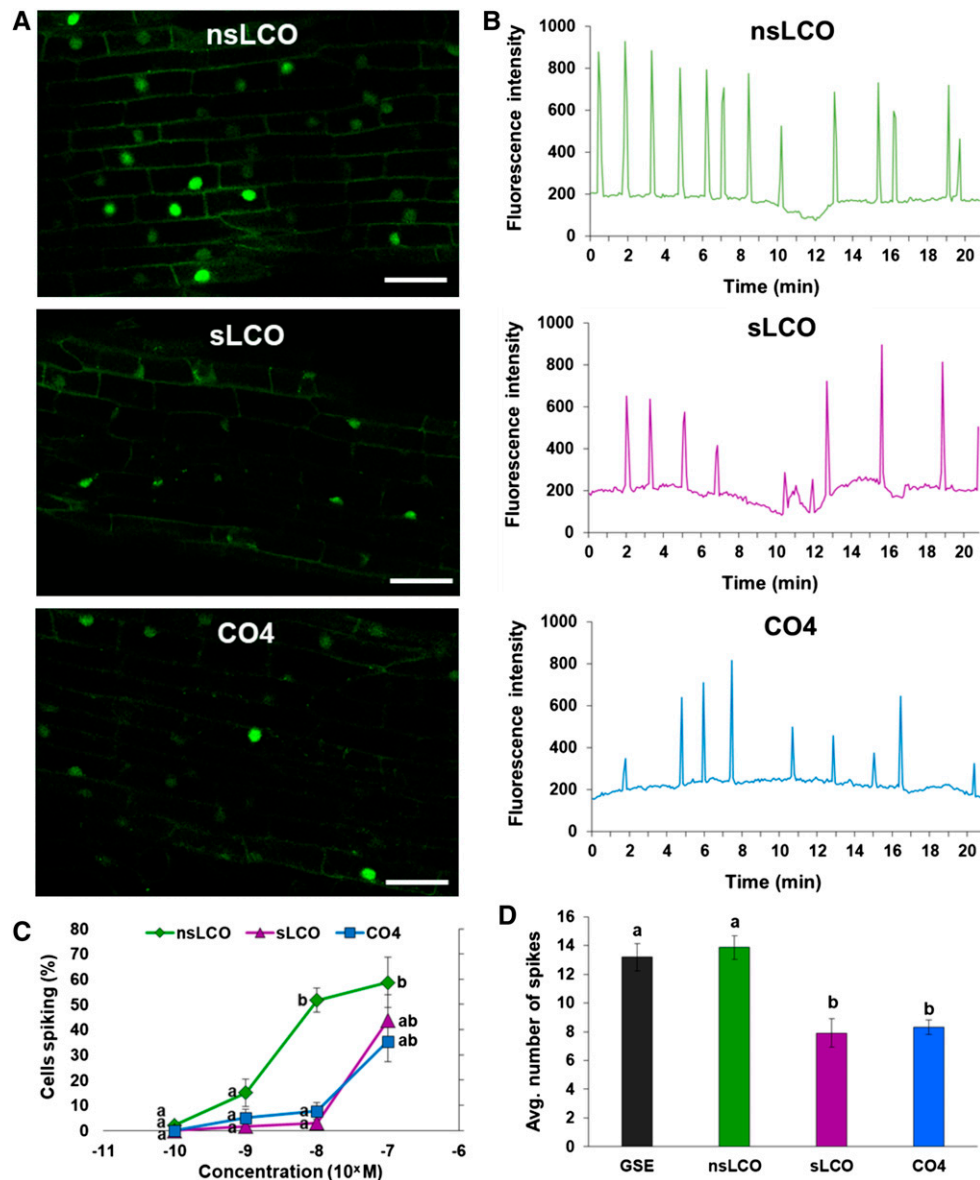 A
nsLCO
sLCO
CO4
B
nsLCO
Fluorescence intensity
1000
800
600
400
200
0
0 2 4 6 8 10 12 14 16 18 20
Time (min)
sLCO
Fluorescence intensity
1000
800
600
400
200
0
0 2 4 6 8 10 12 14 16 18 20
Time (min)
CO4
Fluorescence intensity
1000
800
600
400
200
0
0 2 4 6 8 10 12 14 16 18 20
Time (min)
C
nsLCO sLCO CO4
Cells spiking (%)
80
70
60
50
40
30
20
10
0
a
a
a
a
a
a
b
a
a
b
ab
ab
-11 -10 -9 -8 -7 -6
Concentration (10ˣ M)
D
Avg. number of spikes
16
14
12
10
8
6
4
2
0
a a b b
GSE nsLCO sLCO CO4